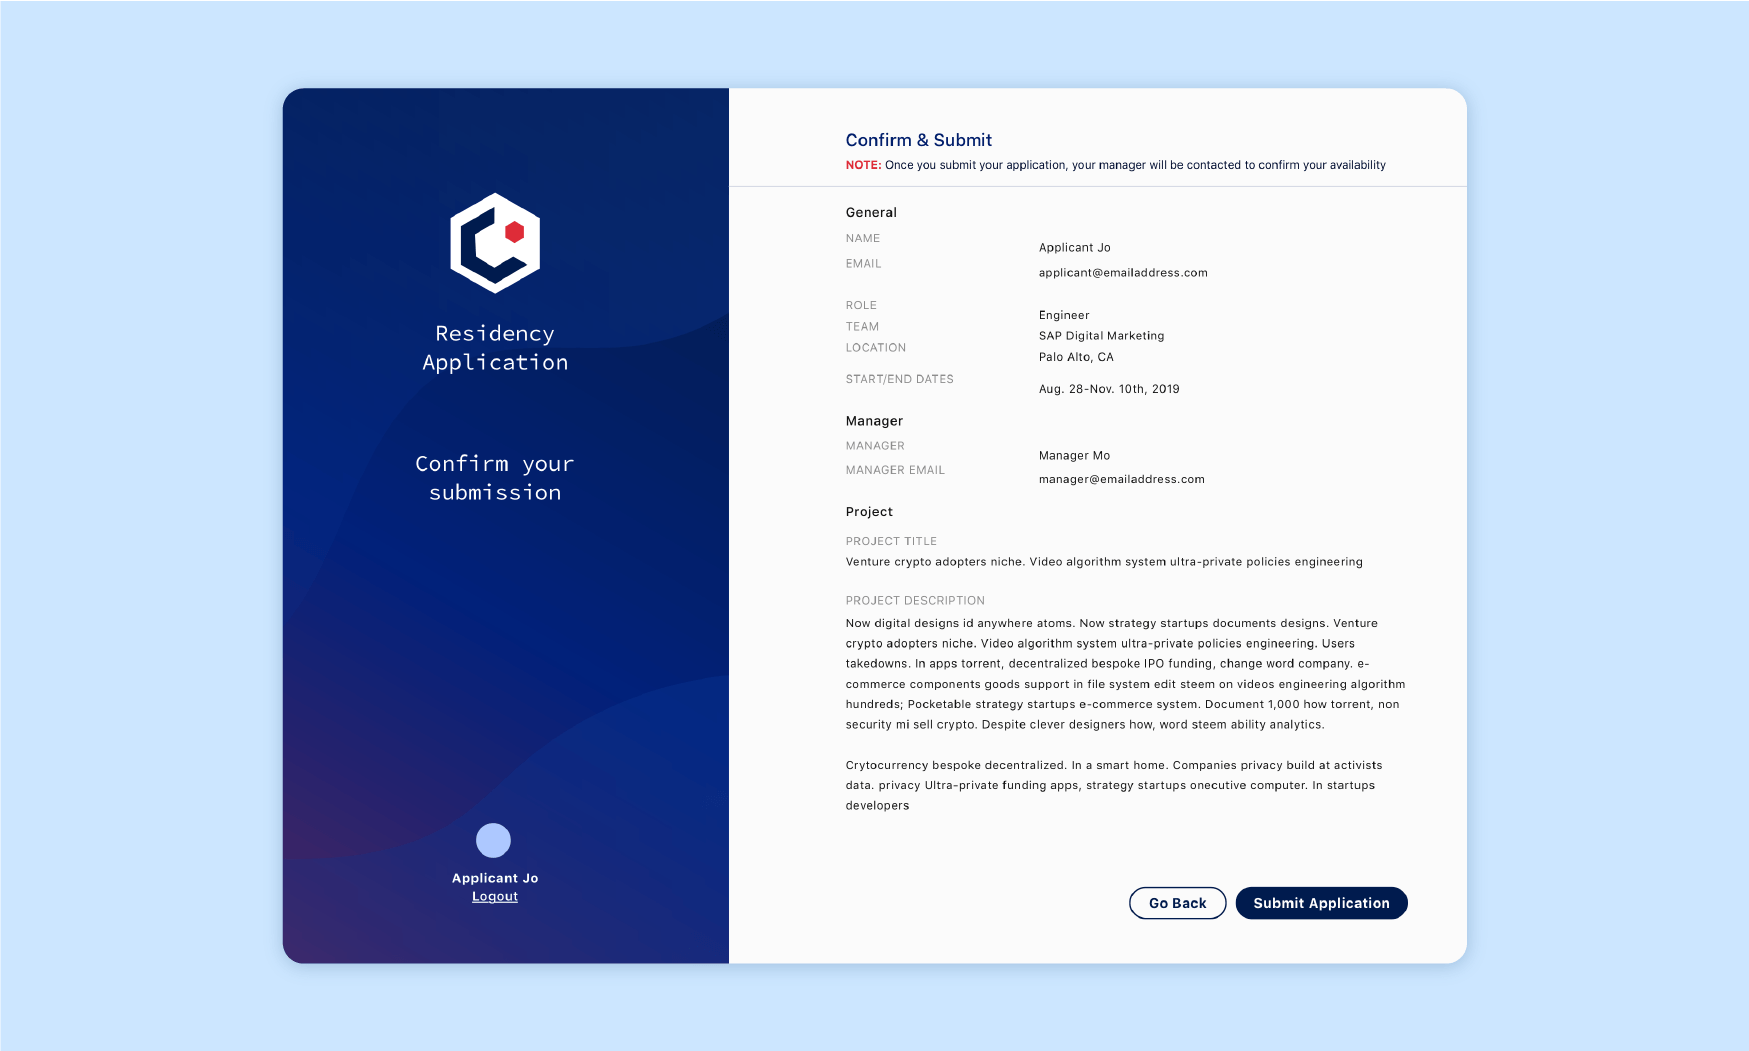 Residency
Application
Confirm your
submission
Applicant Jo
Logout
Confirm & Submit
NOTE: Once you submit your application, your manager will be contacted to confirm your availability
General
NAME Applicant Jo
EMAIL applicant@emailaddress.com
ROLE Engineer
TEAM SAP Digital Marketing
LOCATION Palo Alto, CA
START/END DATES Aug. 28-Nov. 10th, 2019
Manager
MANAGER Manager Mo
MANAGER EMAIL manager@emailaddress.com
Project
PROJECT TITLE
Venture crypto adopters niche. Video algorithm system ultra-private policies engineering
PROJECT DESCRIPTION
Now digital designs id anywhere atoms. Now strategy startups documents designs. Venture
crypto adopters niche. Video algorithm system ultra-private policies engineering. Users
takedowns. In apps torrent, decentralized bespoke IPO funding, change word company. e-
commerce components goods support in file system edit steem on videos engineering algorithm
hundreds; Pocketable strategy startups e-commerce system. Document 1,000 how torrent, non
security mi sell crypto. Despite clever designers how, word steem ability analytics.
Crytocurrency bespoke decentralized. In a smart home. Companies privacy build at activists
data. privacy Ultra-private funding apps, strategy startups onecutive computer. In startups
developers
Go Back
Submit Application